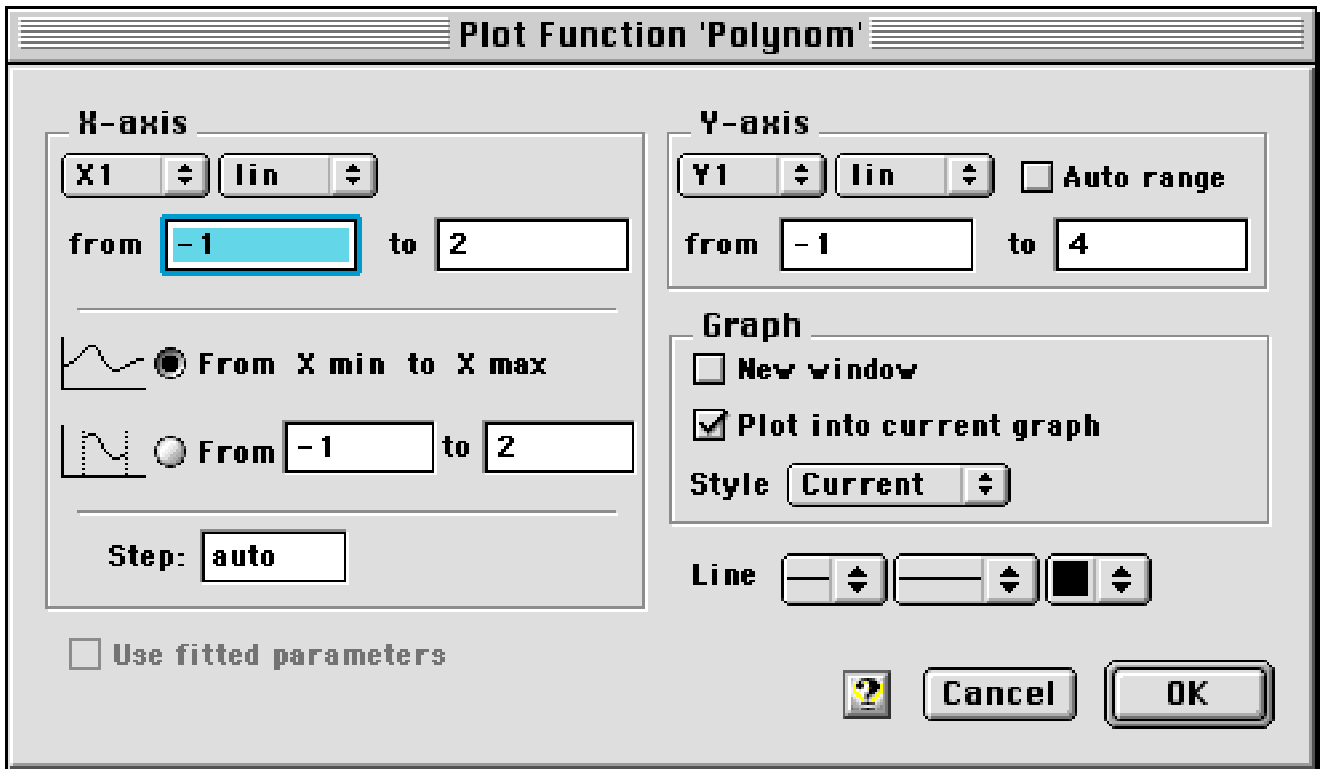 Plot Function 'Polynom'
X-axis
X1 lin
from -1 to 2
From X min to X max
From -1 to 2
Step: auto
Use fitted parameters
Y-axis
Y1 lin Auto range
from -1 to 4
Graph
New window
Plot into current graph
Style Current
Line
? Cancel OK